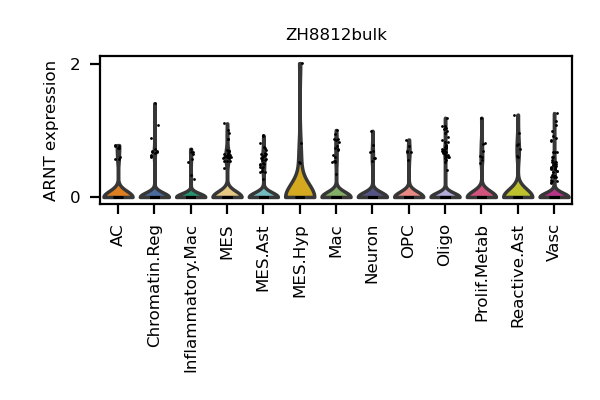 ZH8812bulk
ARNT expression
2
0
AC
Chromatin.Reg
Inflammatory.Mac
MES
MES.Ast
MES.Hyp
Mac
Neuron
OPC
Oligo
Prolif.Metab
Reactive.Ast
Vasc